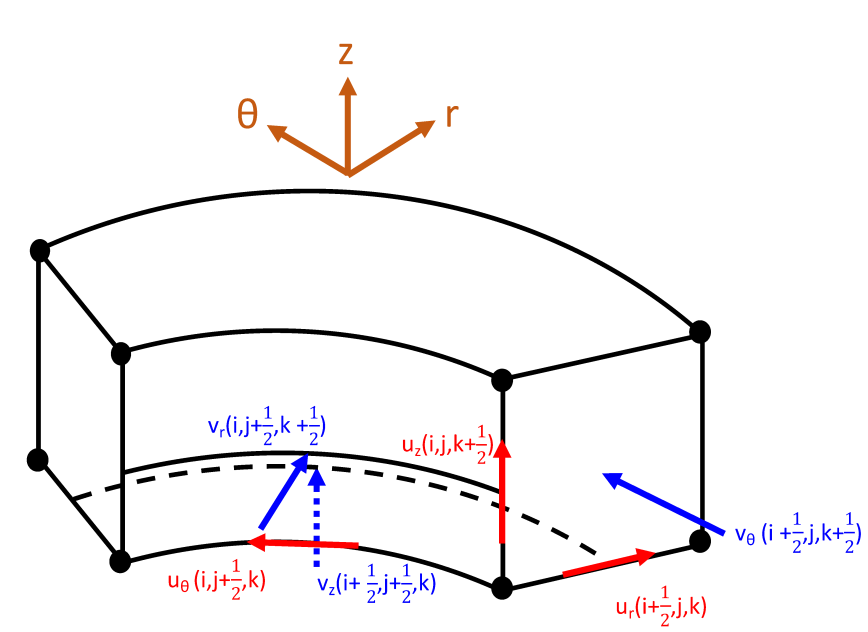 z
θ
r
v_r(i,j+1/2,k +1/2)
u_z(i,j,k+1/2)
v_θ (i +1/2,j,k+1/2)
u_θ (i,j+1/2,k)
v_z(i+ 1/2,j+1/2,k)
u_r(i+1/2,j,k)